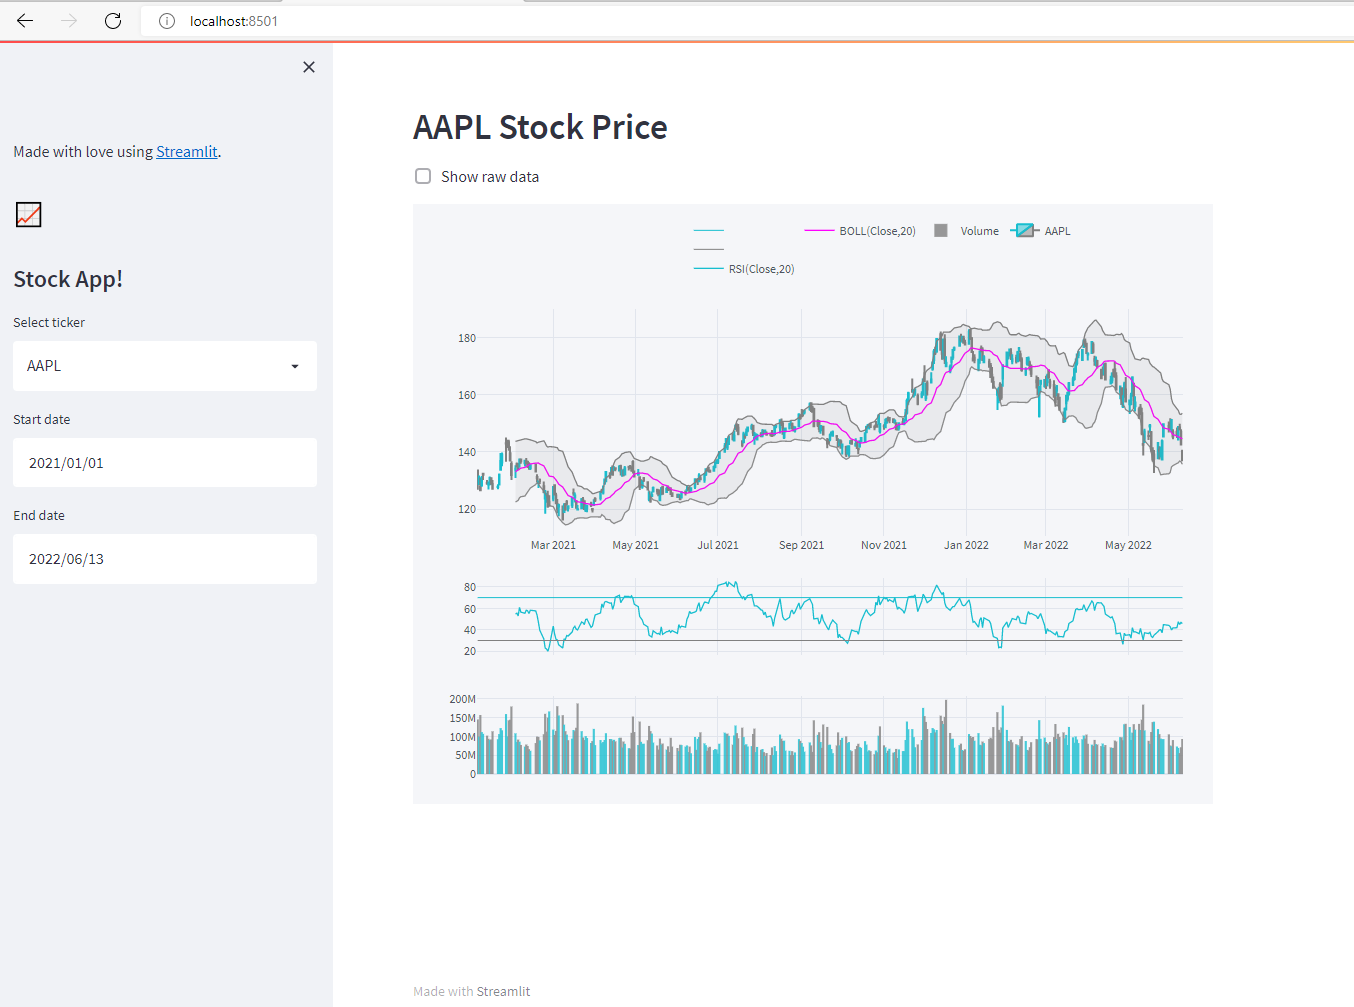 localhost:8501
Made with love using Streamlit.
Stock App!
Select ticker
AAPL
Start date
2021/01/01
End date
2022/06/13
AAPL Stock Price
Show raw data
BOLL(Close,20) Volume AAPL
RSI(Close,20)
180
160
140
120
Mar 2021 May 2021 Jul 2021 Sep 2021 Nov 2021 Jan 2022 Mar 2022 May 2022
80
60
40
20
200M
150M
100M
50M
0
Made with Streamlit